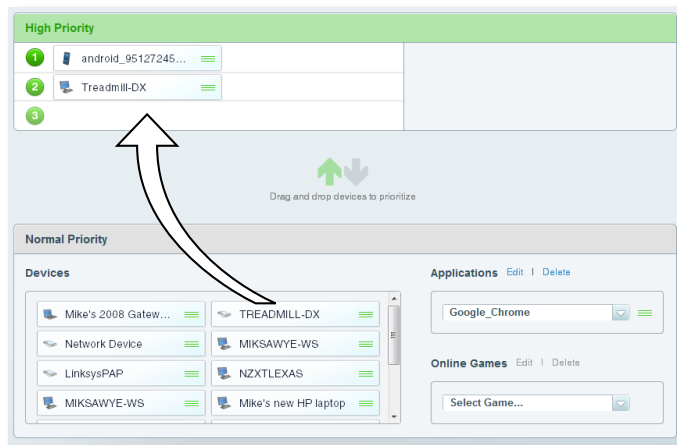 High Priority
1 android_95127245...
2 Treadmill-DX
3
Drag and drop devices to prioritize
Normal Priority
Devices
Mike's 2008 Gatew... TREADMILL-DX
Network Device MIKSAWYE-WS
LinksysPAP NZXTLEXAS
MIKSAWYE-WS Mike's new HP laptop
Applications Edit | Delete
Google_Chrome
Online Games Edit | Delete
Select Game...